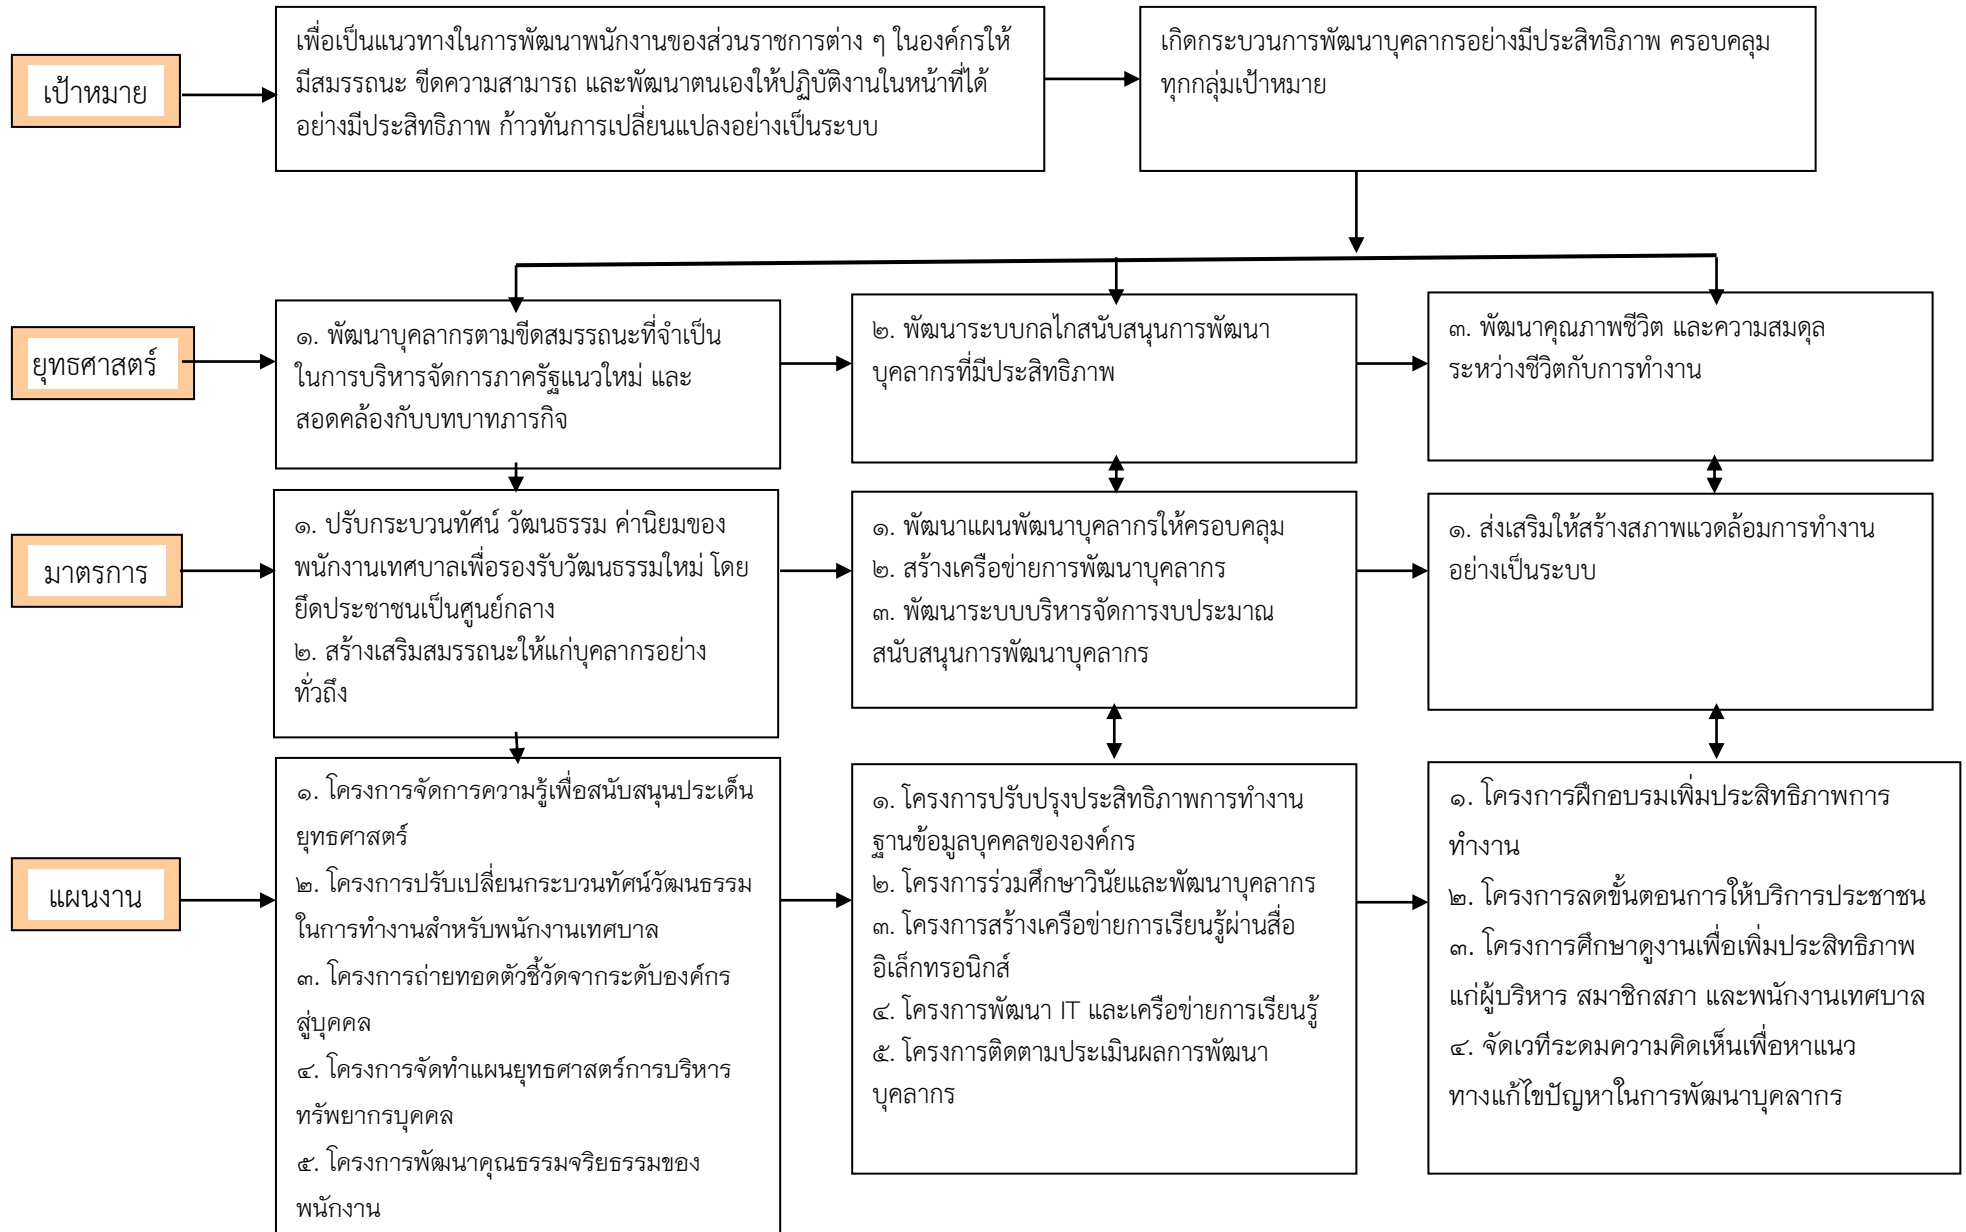 เป้าหมาย
เพื่อเป็นแนวทางในการพัฒนาพนักงานของส่วนราชการต่าง ๆ ในองค์กรให้
มีสมรรถนะ ขีดความสามารถ และพัฒนาตนเองให้ปฏิบัติงานในหน้าที่ได้
อย่างมีประสิทธิภาพ ก้าวทันการเปลี่ยนแปลงอย่างเป็นระบบ
เกิดกระบวนการพัฒนาบุคลากรอย่างมีประสิทธิภาพ ครอบคลุม
ทุกกลุ่มเป้าหมาย
ยุทธศาสตร์
๑. พัฒนาบุคลากรตามขีดสมรรถนะที่จำเป็น
ในการบริหารจัดการภาครัฐแนวใหม่ และ
สอดคล้องกับบทบาทภารกิจ
๒. พัฒนาระบบกลไกสนับสนุนการพัฒนา
บุคลากรที่มีประสิทธิภาพ
๓. พัฒนาคุณภาพชีวิต และความสมดุล
ระหว่างชีวิตกับการทำงาน
มาตรการ
๑. ปรับกระบวนทัศน์ วัฒนธรรม ค่านิยมของ
พนักงานเทศบาลเพื่อรองรับวัฒนธรรมใหม่ โดย
ยึดประชาชนเป็นศูนย์กลาง
๒. สร้างเสริมสมรรถนะให้แก่บุคลากรอย่าง
ทั่วถึง
๑. พัฒนาแผนพัฒนาบุคลากรให้ครอบคลุม
๒. สร้างเครือข่ายการพัฒนาบุคลากร
๓. พัฒนาระบบบริหารจัดการงบประมาณ
สนับสนุนการพัฒนาบุคลากร
๑. ส่งเสริมให้สร้างสภาพแวดล้อมการทำงาน
อย่างเป็นระบบ
แผนงาน
๑. โครงการจัดการความรู้เพื่อสนับสนุนประเด็น
ยุทธศาสตร์
๒. โครงการปรับเปลี่ยนกระบวนทัศน์วัฒนธรรม
ในการทำงานสำหรับพนักงานเทศบาล
๓. โครงการถ่ายทอดตัวชี้วัดจากระดับองค์กร
สู่บุคคล
๔. โครงการจัดทำแผนยุทธศาสตร์การบริหาร
ทรัพยากรบุคคล
๕. โครงการพัฒนาคุณธรรมจริยธรรมของ
พนักงาน
๑. โครงการปรับปรุงประสิทธิภาพการทำงาน
ฐานข้อมูลบุคคลขององค์กร
๒. โครงการร่วมศึกษาวินัยและพัฒนาบุคลากร
๓. โครงการสร้างเครือข่ายการเรียนรู้ผ่านสื่อ
อิเล็กทรอนิกส์
๔. โครงการพัฒนา IT และเครือข่ายการเรียนรู้
๕. โครงการติดตามประเมินผลการพัฒนา
บุคลากร
๑. โครงการฝึกอบรมเพิ่มประสิทธิภาพการ
ทำงาน
๒. โครงการลดขั้นตอนการให้บริการประชาชน
๓. โครงการศึกษาดูงานเพื่อเพิ่มประสิทธิภาพ
แก่ผู้บริหาร สมาชิกสภา และพนักงานเทศบาล
๔. จัดเวทีระดมความคิดเห็นเพื่อหาแนว
ทางแก้ไขปัญหาในการพัฒนาบุคลากร